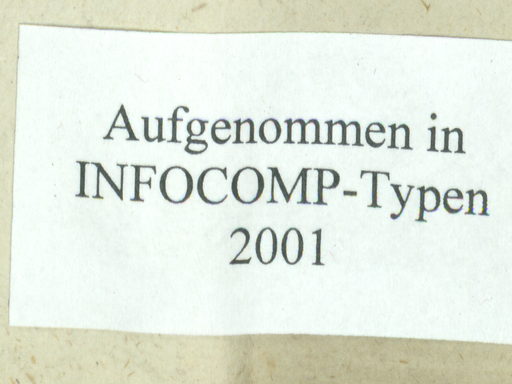 Aufgenommen in
INFOCOMP-Typen
2001